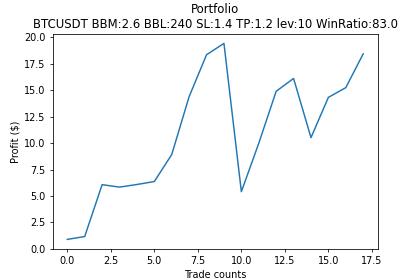 Portfolio
BTCUSDT BBM:2.6 BBL:240 SL:1.4 TP:1.2 lev:10 WinRatio:83.0
20.0
17.5
15.0
12.5
10.0
7.5
5.0
2.5
0.0
Profit ($)
0.0 2.5 5.0 7.5 10.0 12.5 15.0 17.5
Trade counts